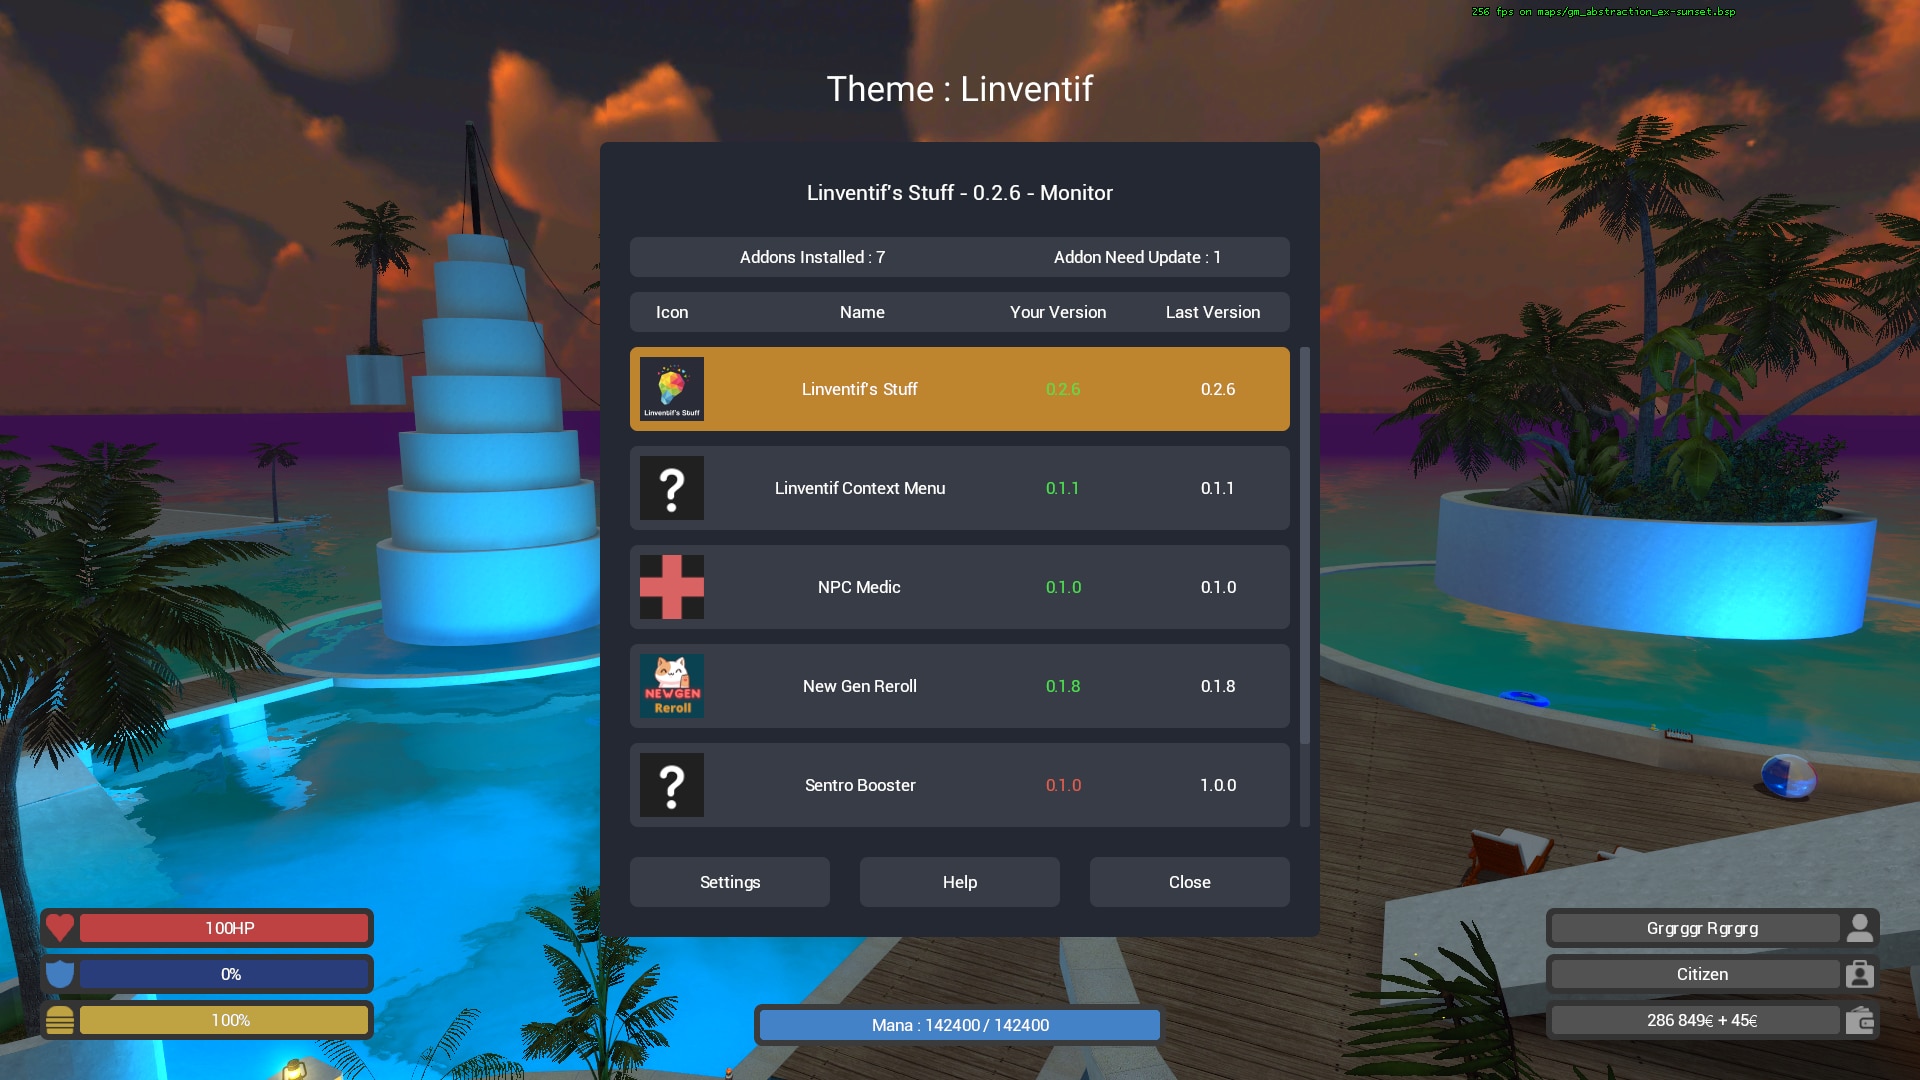 256 fps on maps/gm_abstraction_ex-sunset.bsp
Theme : Linventif
Linventif's Stuff - 0.2.6 - Monitor
Addons Installed : 7 Addon Need Update : 1
Icon Name Your Version Last Version
Linventif's Stuff
Linventif's Stuff 0.2.6 0.2.6
? Linventif Context Menu 0.1.1 0.1.1
NPC Medic 0.1.0 0.1.0
NEWGEN
Reroll
New Gen Reroll 0.1.8 0.1.8
? Sentro Booster 0.1.0 1.0.0
Settings Help Close
100HP
0%
100%
Mana : 142400 / 142400
Grgrggr Rgrgrg
Citizen
286 849€ + 45€